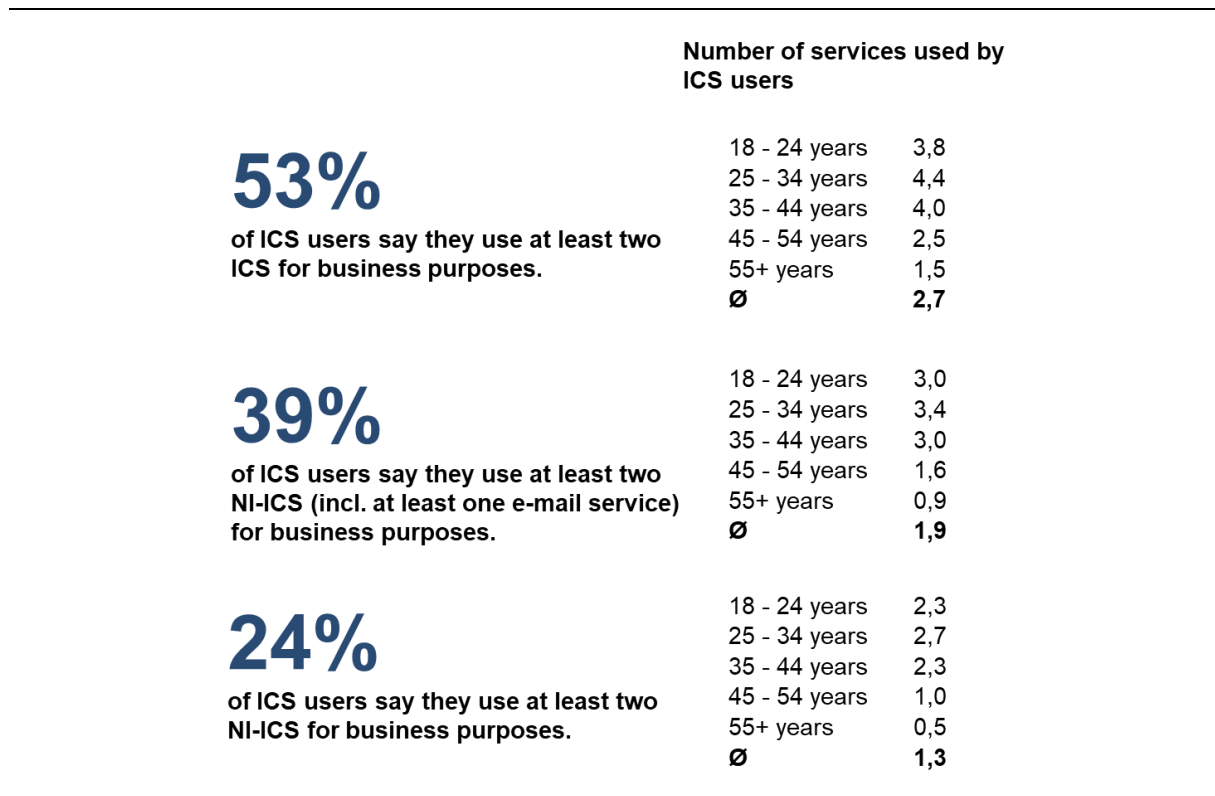 Number of services used by
ICS users
53%
of ICS users say they use at least two
ICS for business purposes.
18 - 24 years 3,8
25 - 34 years 4,4
35 - 44 years 4,0
45 - 54 years 2,5
55+ years 1,5
Ø 2,7
39%
of ICS users say they use at least two
NI-ICS (incl. at least one e-mail service)
for business purposes.
18 - 24 years 3,0
25 - 34 years 3,4
35 - 44 years 3,0
45 - 54 years 1,6
55+ years 0,9
Ø 1,9
24%
of ICS users say they use at least two
NI-ICS for business purposes.
18 - 24 years 2,3
25 - 34 years 2,7
35 - 44 years 2,3
45 - 54 years 1,0
55+ years 0,5
Ø 1,3